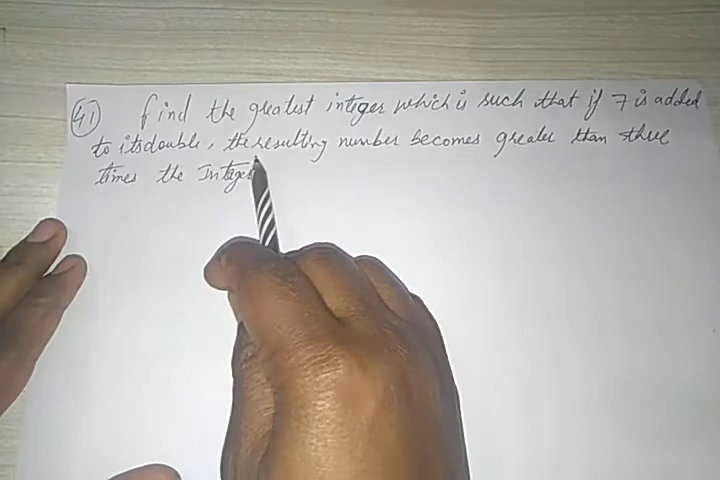 41 find the greatest integer which is such that if 7 is added
to its double, the resulting number becomes greater than three
times the Integer